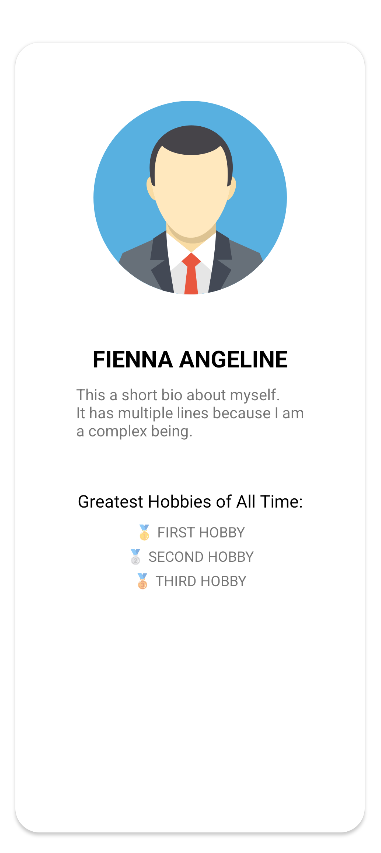 FIENNA ANGELINE
This a short bio about myself.
It has multiple lines because I am
a complex being.
Greatest Hobbies of All Time:
🥇 FIRST HOBBY
🥈 SECOND HOBBY
🥉 THIRD HOBBY